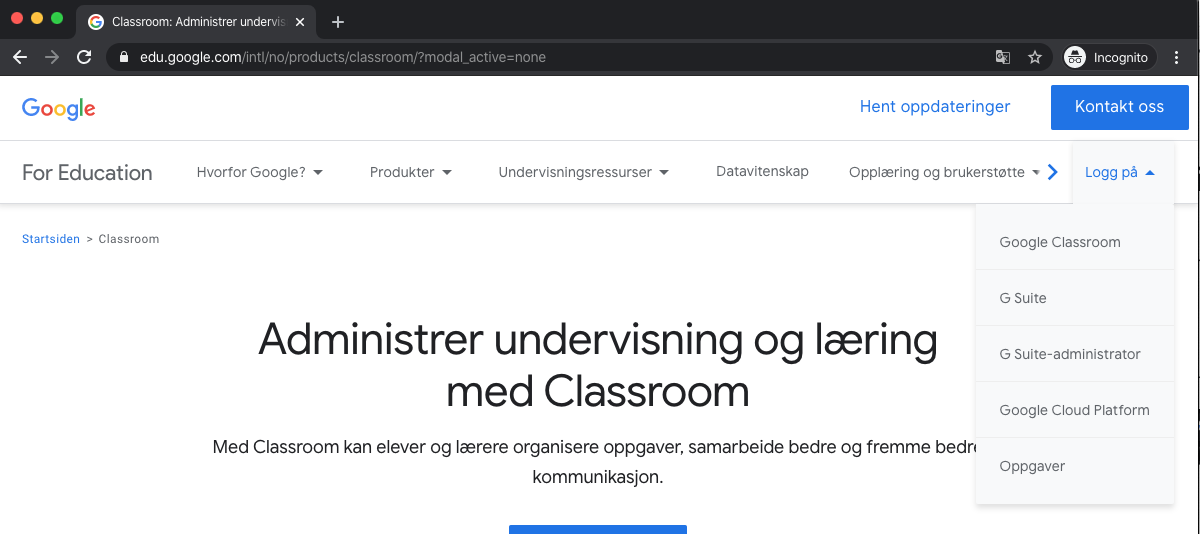 Classroom: Administrer undervis
edu.google.com/intl/no/products/classroom/?modal_active=none
Incognito
Google
Hent oppdateringer
Kontakt oss
For Education
Hvorfor Google?
Produkter
Undervisningsressurser
Datavitenskap
Opplæring og brukerstøtte
Logg på
Startsiden > Classroom
Google Classroom
G Suite
G Suite-administrator
Google Cloud Platform
Oppgaver
Administrer undervisning og læring
med Classroom
Med Classroom kan elever og lærere organisere oppgaver, samarbeide bedre og fremme bedre
kommunikasjon.